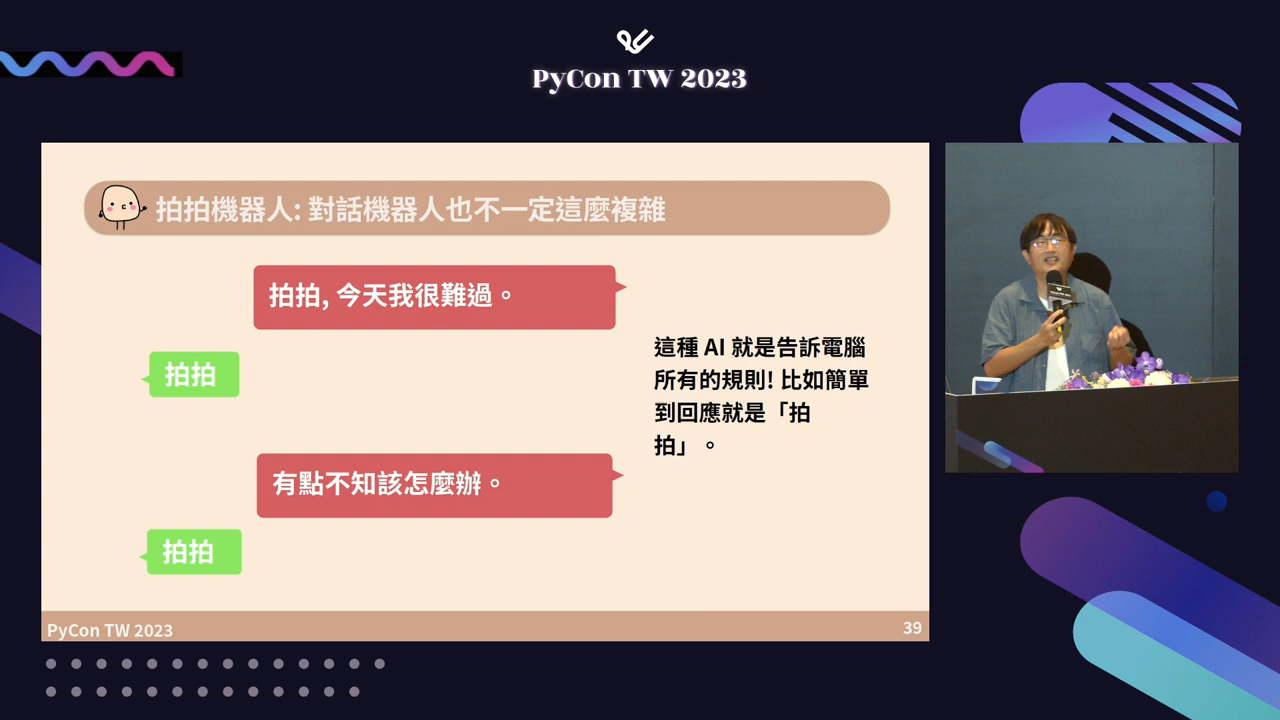 PyCon TW 2023
拍拍機器人: 對話機器人也不一定這麼複雜
拍拍, 今天我很難過。
拍拍
這種 AI 就是告訴電腦
所有的規則! 比如簡單
到回應就是「拍
拍」。
有點不知該怎麼辦。
拍拍
PyCon TW 2023
39